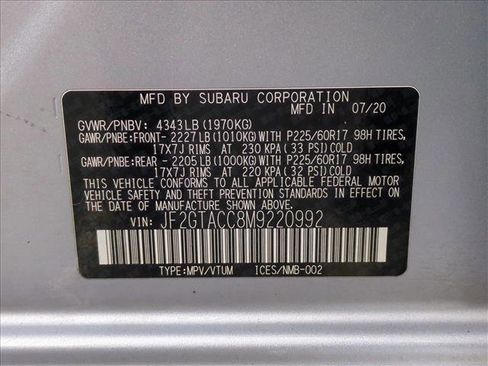 MFD BY SUBARU CORPORATION
MFD IN 07/20
GVWR/PNBV: 4343LB (1970KG)
GAWR/PNBE:FRONT- 2227LB (1010KG) WITH P225/60R17 98H TIRES,
17X7J RIMS AT 230 KPA ( 33 PSI) COLD
GAWR/PNBE:REAR - 2205LB (1000KG) WITH P225/60R17 98H TIRES,
17X7J RIMS AT 220 KPA ( 32 PSI) COLD
THIS VEHICLE CONFORMS TO ALL APPLICABLE FEDERAL MOTOR
VEHICLE SAFETY AND THEFT PREVENTION STANDARDS IN EFFECT ON
THE DATE OF MANUFACTURE SHOWN ABOVE.
VIN: JF2GTACC8M9220992
TYPE:MPV/VTUM ICES/NMB-002